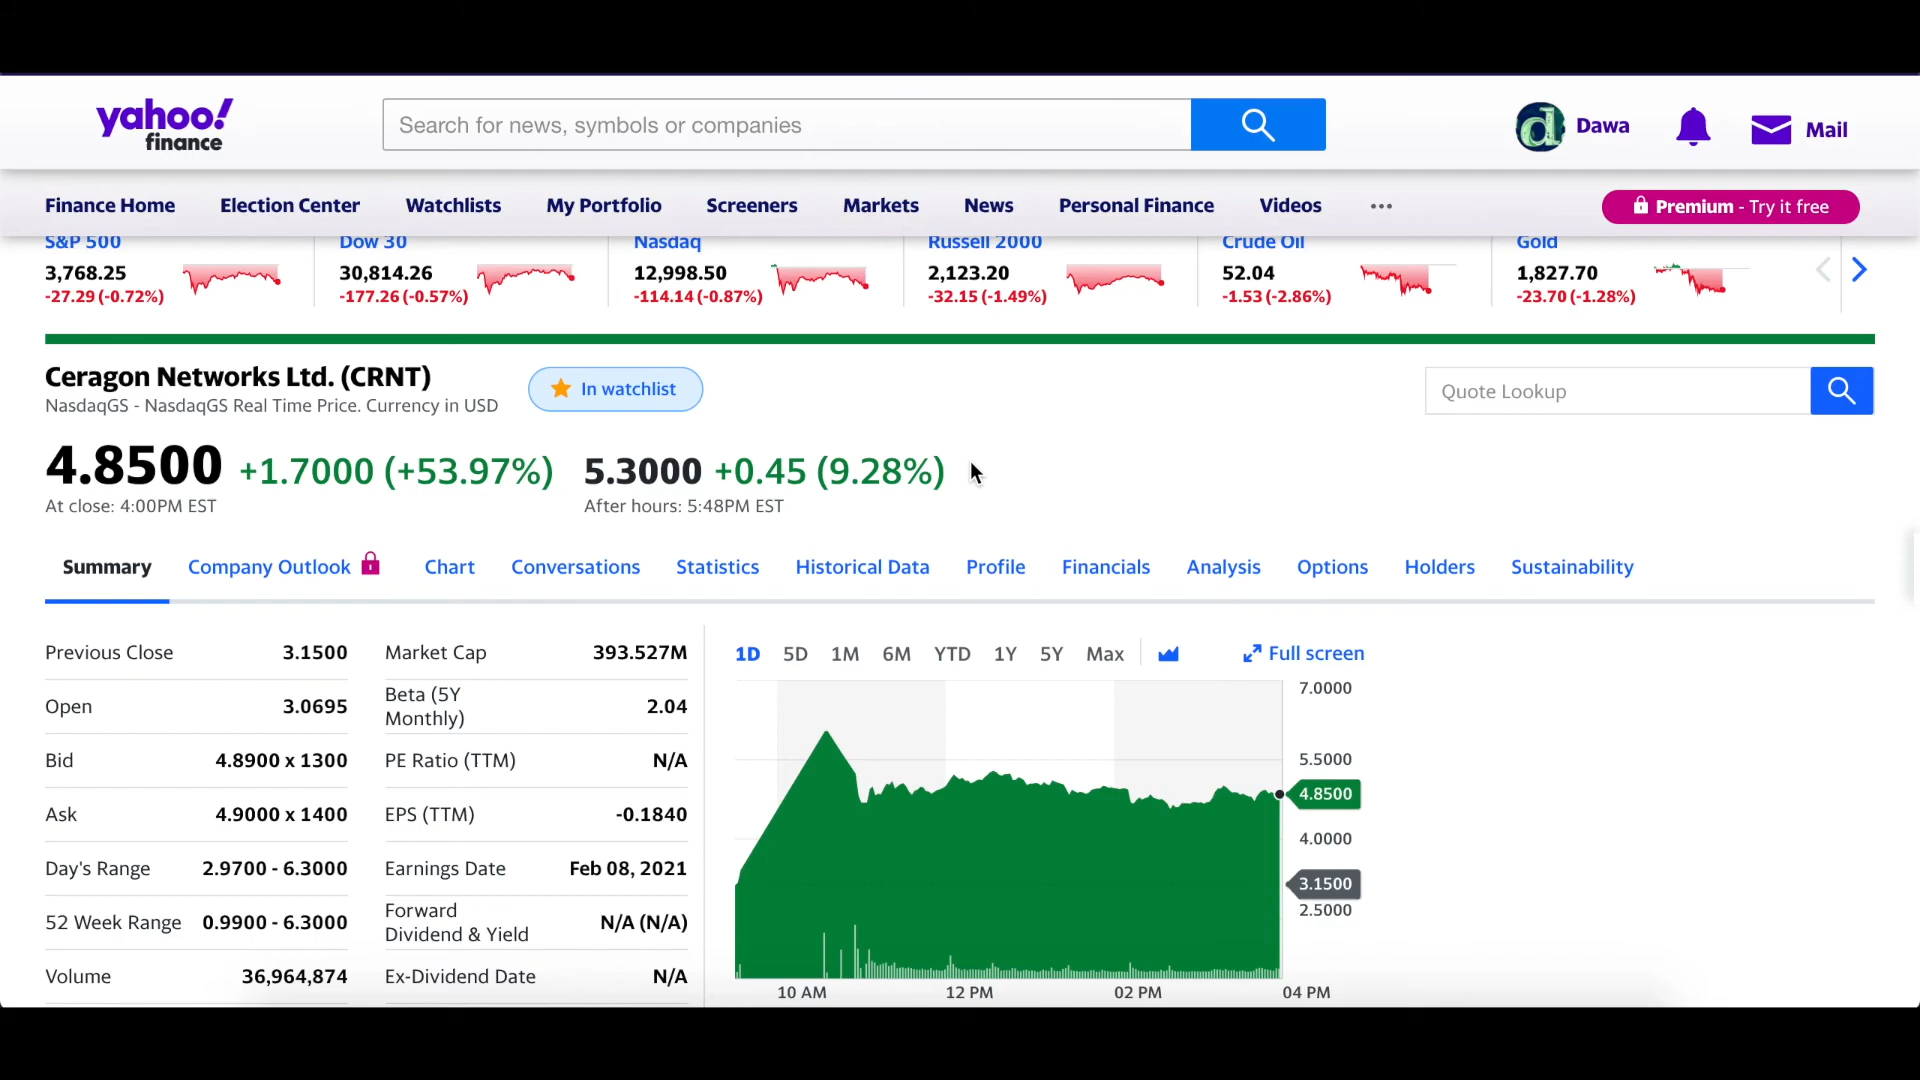 yahoo!
finance
Search for news, symbols or companies
d
Dawa
Mail
Finance Home Election Center Watchlists My Portfolio Screeners Markets News Personal Finance Videos ••• Premium - Try it free
S&P 500 Dow 30 Nasdaq Russell 2000 Crude Oil Gold
3,768.25 30,814.26 12,998.50 2,123.20 52.04 1,827.70
-27.29 (-0.72%) -177.26 (-0.57%) -114.14 (-0.87%) -32.15 (-1.49%) -1.53 (-2.86%) -23.70 (-1.28%)
Ceragon Networks Ltd. (CRNT)
NasdaqGS - NasdaqGS Real Time Price. Currency in USD
In watchlist
Quote Lookup
4.8500 +1.7000 (+53.97%) 5.3000 +0.45 (9.28%)
At close: 4:00PM EST After hours: 5:48PM EST
Summary Company Outlook Chart Conversations Statistics Historical Data Profile Financials Analysis Options Holders Sustainability
Previous Close 3.1500
Open 3.0695
Bid 4.8900 x 1300
Ask 4.9000 x 1400
Day's Range 2.9700 - 6.3000
52 Week Range 0.9900 - 6.3000
Volume 36,964,874
Market Cap 393.527M
Beta (5Y
Monthly) 2.04
PE Ratio (TTM) N/A
EPS (TTM) -0.1840
Earnings Date Feb 08, 2021
Forward
Dividend & Yield N/A (N/A)
Ex-Dividend Date N/A
1D 5D 1M 6M YTD 1Y 5Y Max Full screen
7.0000
5.5000
4.8500
4.0000
3.1500
2.5000
10 AM 12 PM 02 PM 04 PM